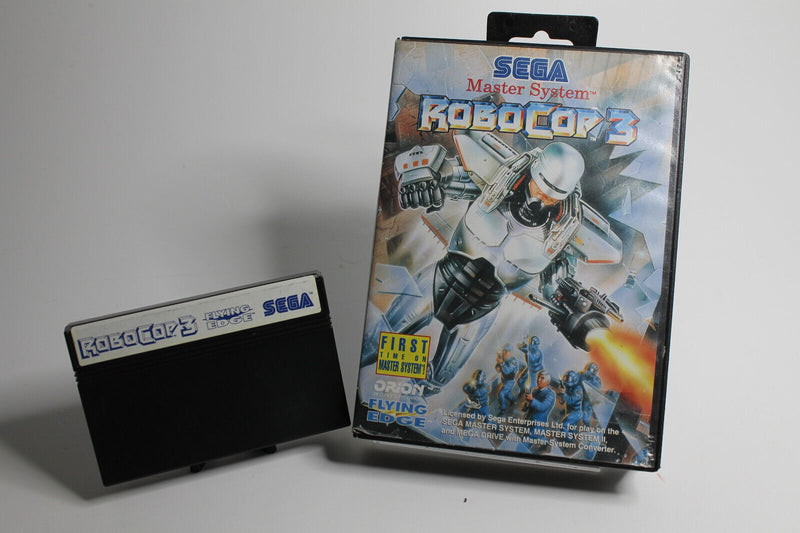 SEGA
Master System™
ROBOCOP 3
FIRST
TIME ON
MASTER SYSTEM!
ORION
FLYING
EDGE
Licensed by Sega Enterprises Ltd. for play on the
SEGA MASTER SYSTEM, MASTER SYSTEM II,
and MEGA DRIVE with Master System Converter.
ROBOCOP 3 FLYING EDGE SEGA™